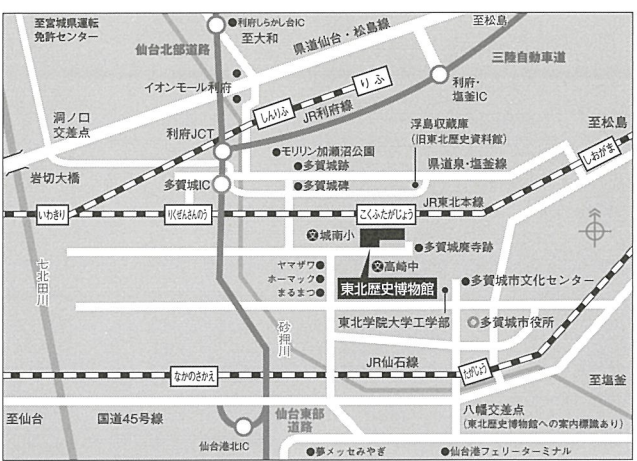 至宮城県運転
免許センター
利府しらかし台IC
至大和
仙台北部道路
県道仙台・松島線
至松島
三陸自動車道
イオンモール利府
りふ
しんりふ
JR利府線
利府・
塩釜IC
洞ノ口
交差点
利府JCT
浮島収蔵庫
(旧東北歴史資料館)
至松島
モリリン加瀬沼公園
多賀城跡
県道泉・塩釜線
しおがま
岩切大橋
多賀城IC
多賀城碑
JR東北本線
いわきり
りくぜんさんのう
こくふたがじょう
文城南小
多賀城廃寺跡
七北田川
ヤマザワ
ホーマック
まるまつ
文高崎中
東北歴史博物館
多賀城市文化センター
砂押川
東北学院大学工学部
多賀城市役所
JR仙石線
なかのさかえ
たがじょう
至塩釜
至仙台
国道45号線
仙台東部
道路
八幡交差点
(東北歴史博物館への案内標識あり)
仙台港北IC
夢メッセみやぎ
仙台港フェリーターミナル